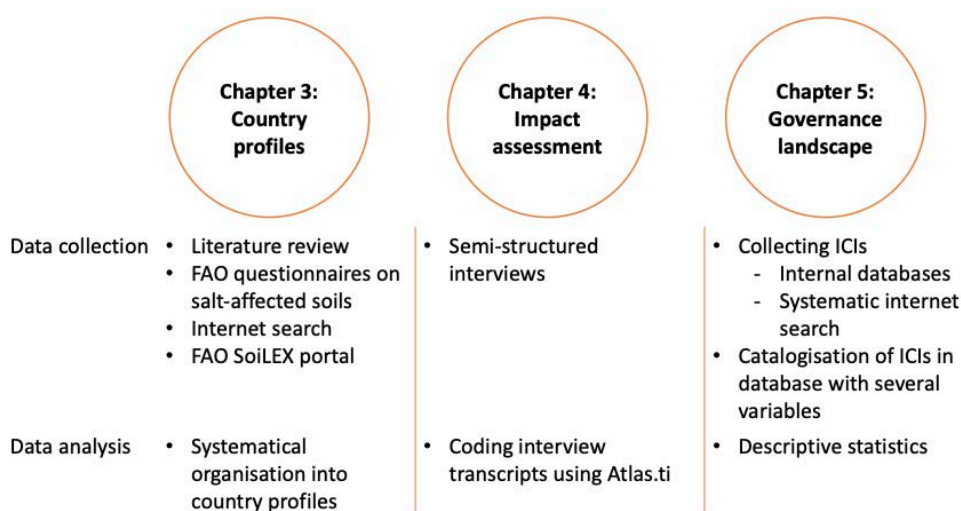 Chapter 3:
Country
profiles
Chapter 4:
Impact
assessment
Chapter 5:
Governance
landscape
Data collection
• Literature review
• FAO questionnaires on
salt-affected soils
• Internet search
• FAO SoiLEX portal
• Semi-structured
interviews
• Collecting ICIs
- Internal databases
- Systematic internet
search
• Catalogisation of ICIs in
database with several
variables
Data analysis
• Systematical
organisation into
country profiles
• Coding interview
transcripts using Atlas.ti
• Descriptive statistics